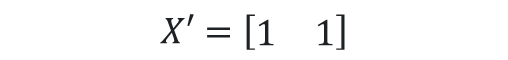 X′ = [1 1]